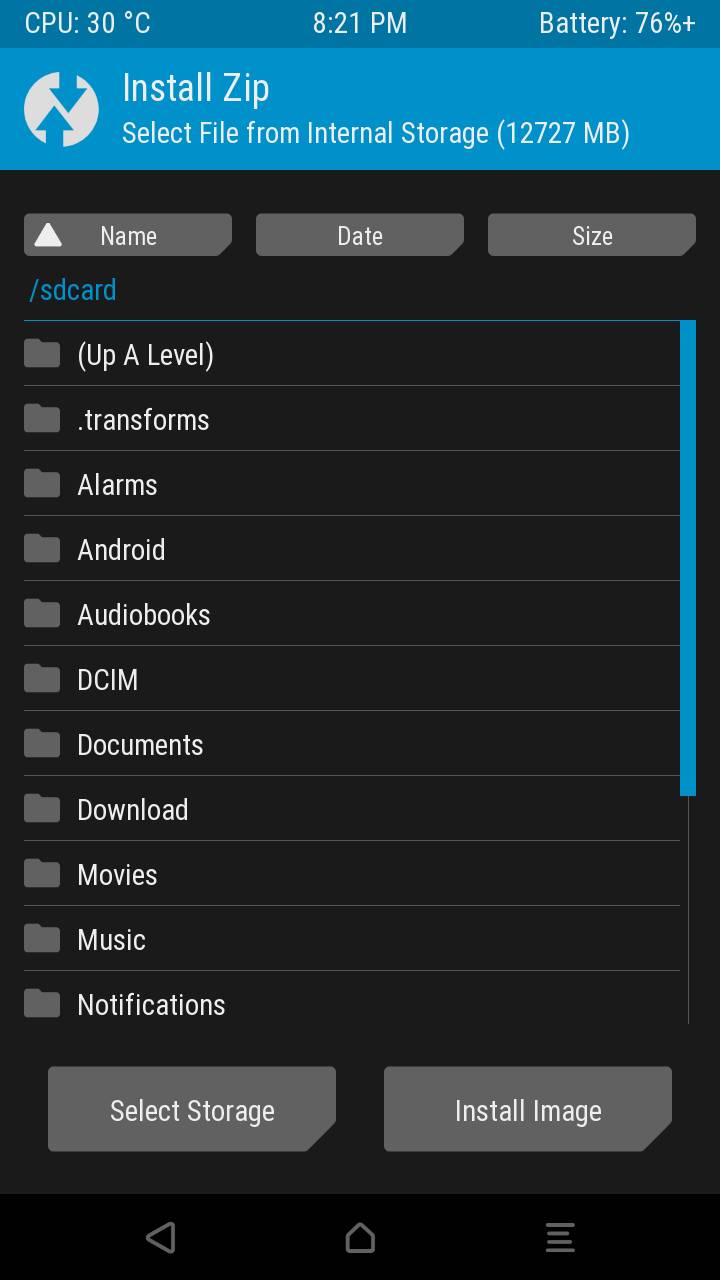 CPU: 30 °C 8:21 PM Battery: 76%+
Install Zip
Select File from Internal Storage (12727 MB)
Name Date Size
/sdcard
(Up A Level)
.transforms
Alarms
Android
Audiobooks
DCIM
Documents
Download
Movies
Music
Notifications
Select Storage Install Image